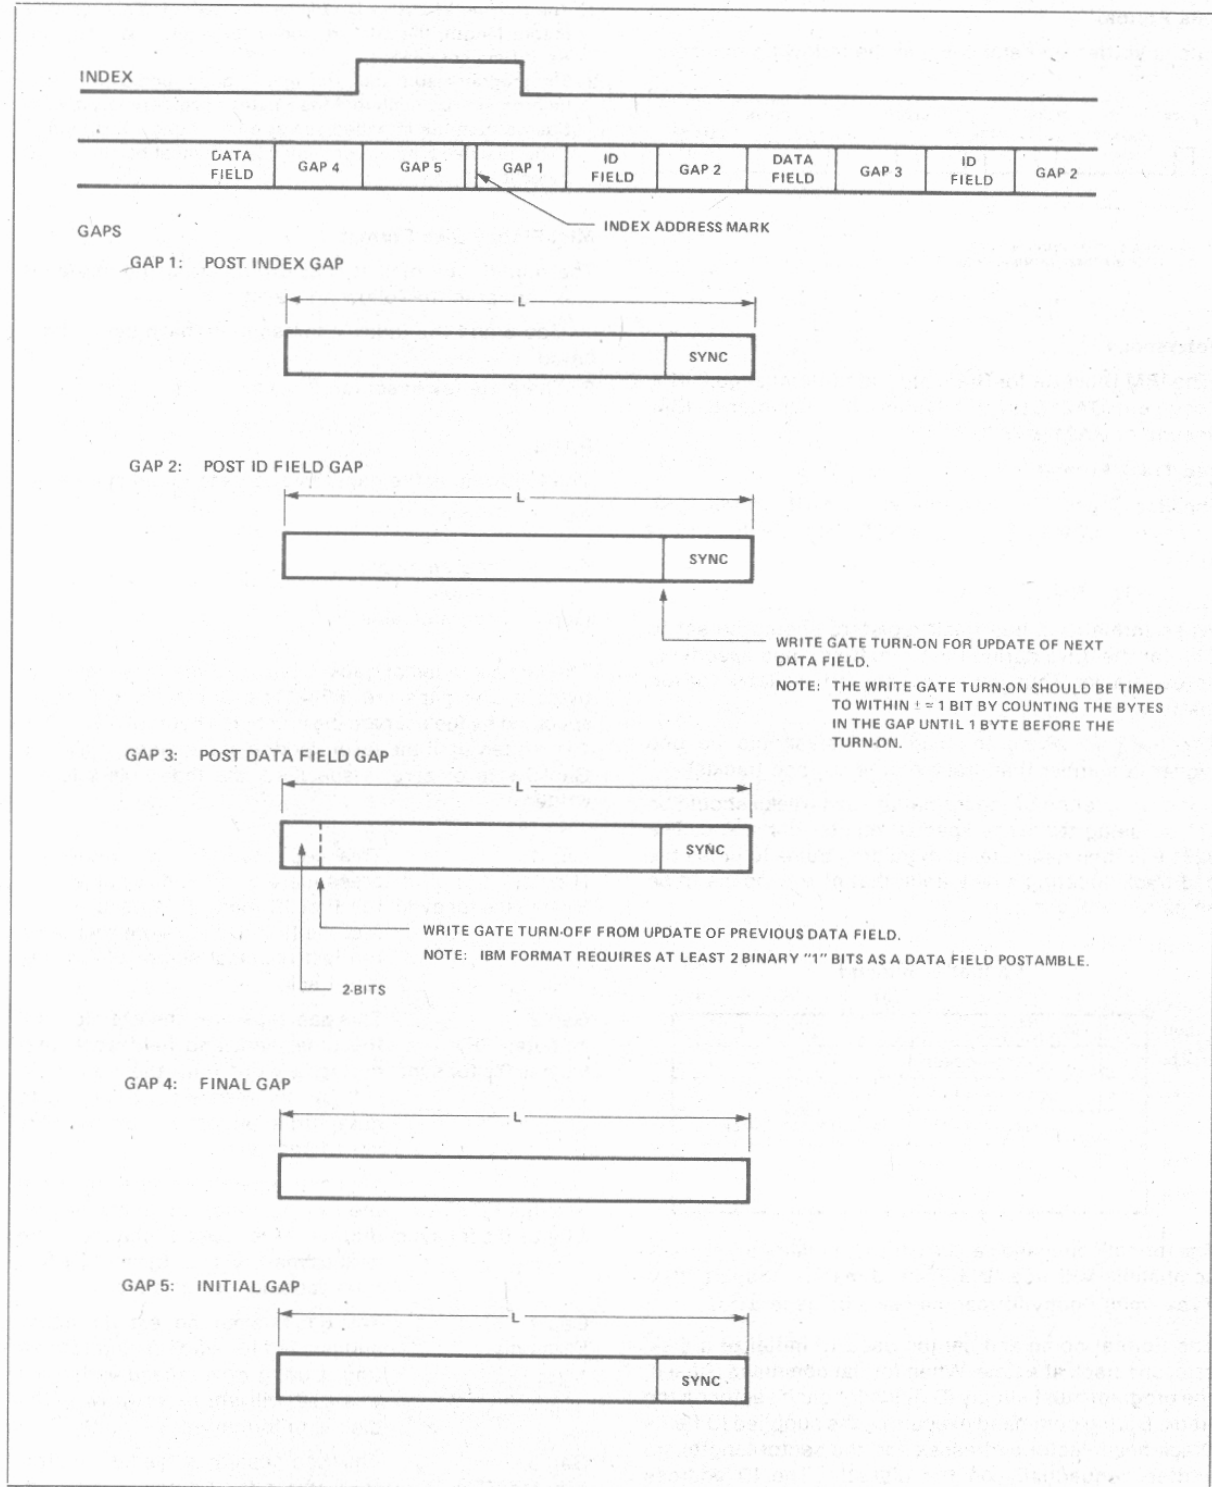 INDEX
DATA FIELD GAP 4 GAP 5 GAP 1 ID FIELD GAP 2 DATA FIELD GAP 3 ID FIELD GAP 2
INDEX ADDRESS MARK
GAPS
GAP 1: POST INDEX GAP
L
SYNC
GAP 2: POST ID FIELD GAP
L
SYNC
WRITE GATE TURN-ON FOR UPDATE OF NEXT
DATA FIELD.
NOTE: THE WRITE GATE TURN-ON SHOULD BE TIMED
TO WITHIN ± ≈ 1 BIT BY COUNTING THE BYTES
IN THE GAP UNTIL 1 BYTE BEFORE THE
TURN-ON.
GAP 3: POST DATA FIELD GAP
L
SYNC
WRITE GATE TURN-OFF FROM UPDATE OF PREVIOUS DATA FIELD.
NOTE: IBM FORMAT REQUIRES AT LEAST 2 BINARY "1" BITS AS A DATA FIELD POSTAMBLE.
2-BITS
GAP 4: FINAL GAP
L
GAP 5: INITIAL GAP
L
SYNC